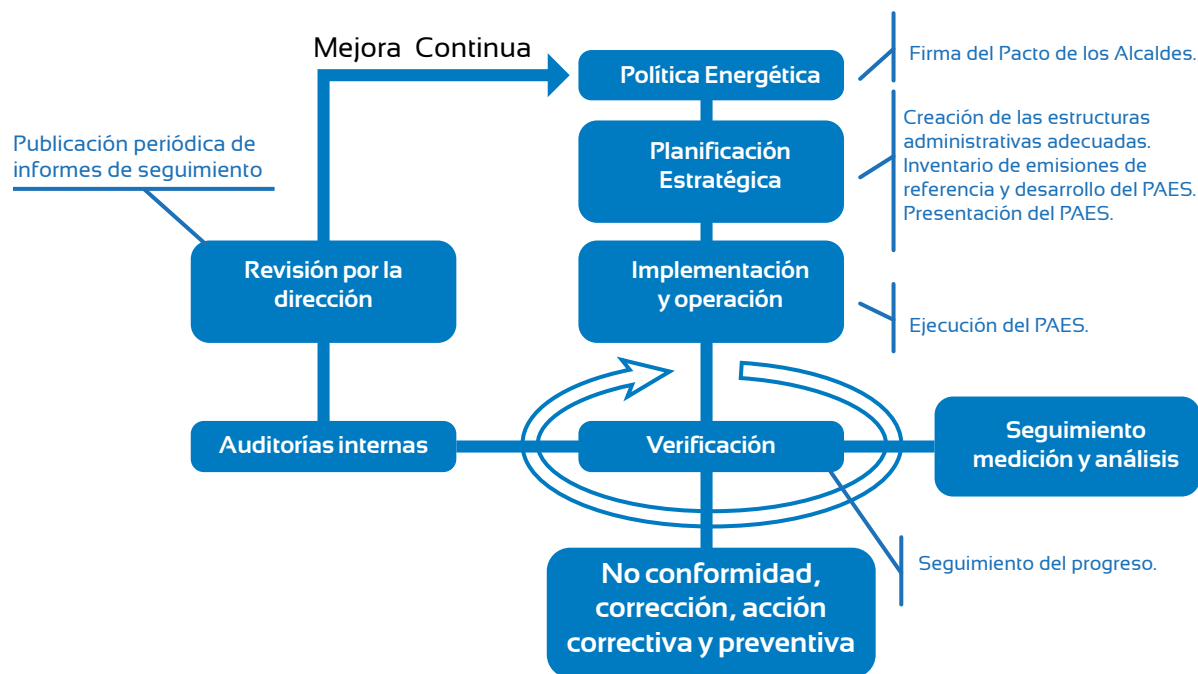 Mejora Continua
Política Energética
Firma del Pacto de los Alcaldes.
Planificación
Estratégica
Creación de las estructuras
administrativas adecuadas.
Inventario de emisiones de
referencia y desarrollo del PAES.
Presentación del PAES.
Publicación periódica de
informes de seguimiento
Revisión por la
dirección
Implementación
y operación
Ejecución del PAES.
Auditorías internas
Verificación
Seguimiento
medición y análisis
Seguimiento del progreso.
No conformidad,
corrección, acción
correctiva y preventiva